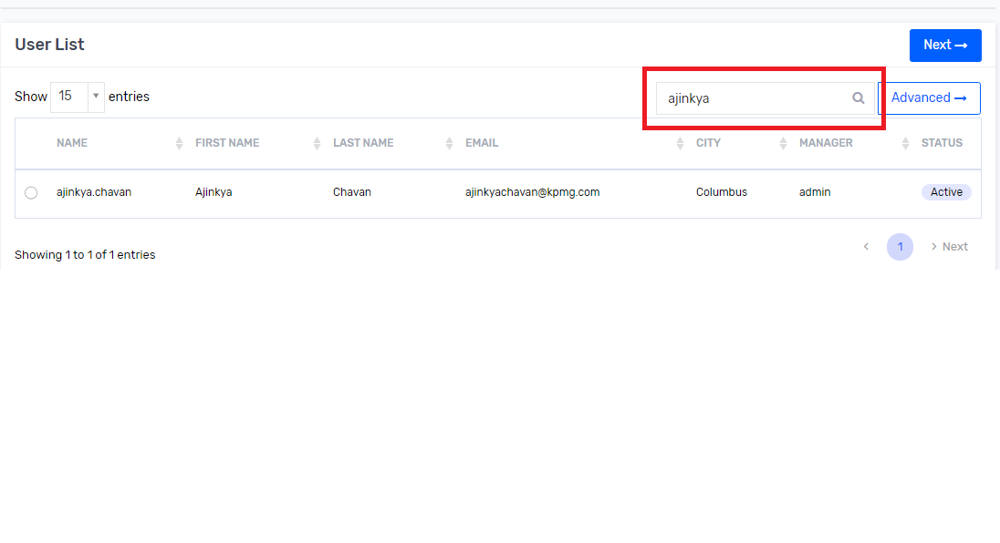 User List
Next →
Show 15 entries
ajinkya
Advanced →
NAME FIRST NAME LAST NAME EMAIL CITY MANAGER STATUS
ajinkya.chavan Ajinkya Chavan ajinkyachavan@kpmg.com Columbus admin Active
Showing 1 to 1 of 1 entries
‹ 1 › Next